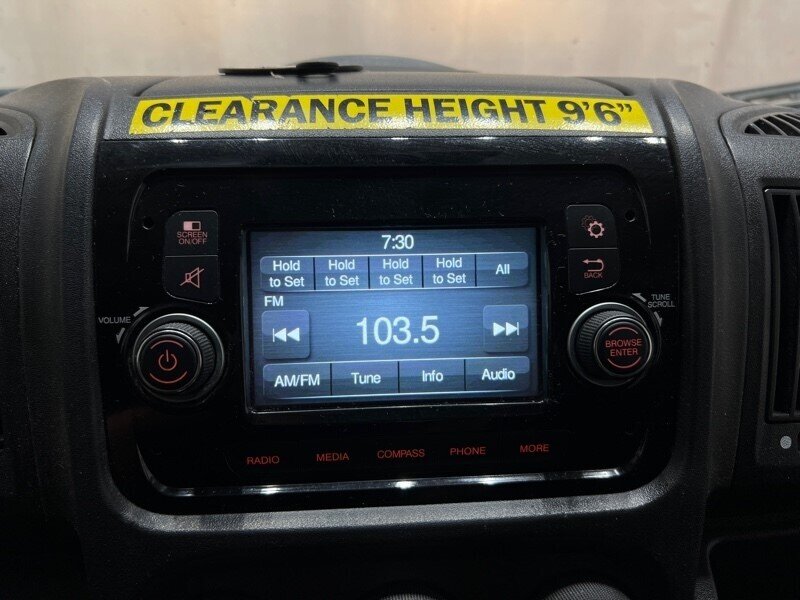 CLEARANCE HEIGHT 9'6"
SCREEN
ON/OFF
7:30
Hold
to Set
Hold
to Set
Hold
to Set
Hold
to Set
All
BACK
FM
VOLUME
TUNE
SCROLL
103.5
BROWSE
ENTER
AM/FM
Tune
Info
Audio
RADIO
MEDIA
COMPASS
PHONE
MORE